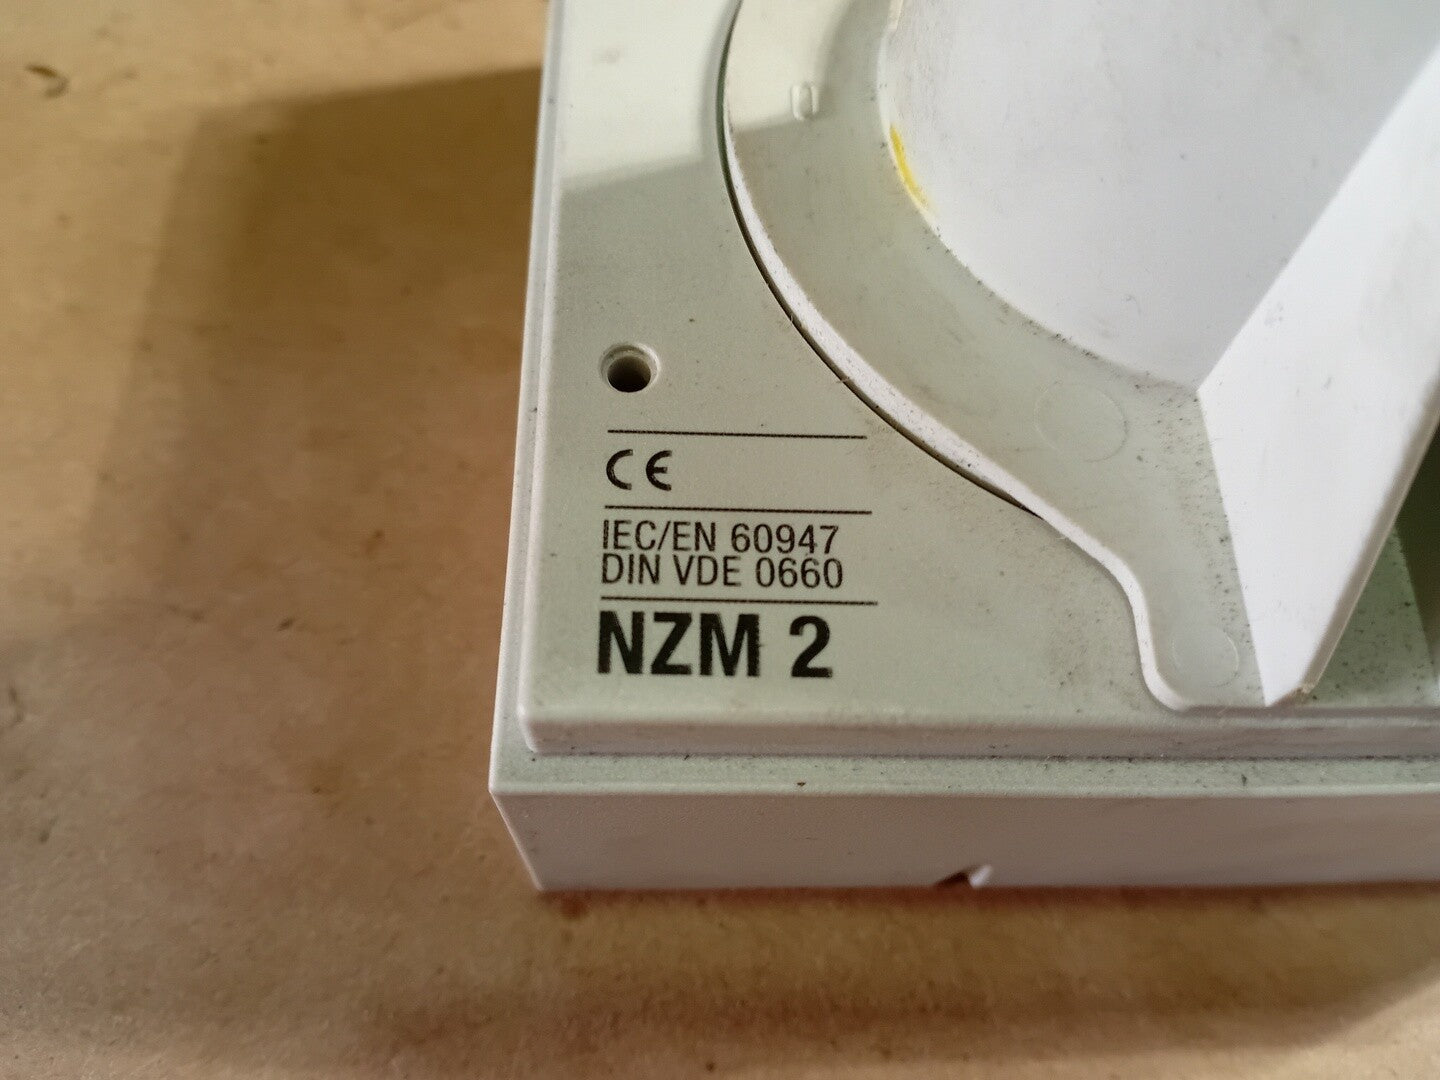 CE
IEC/EN 60947
DIN VDE 0660
NZM 2